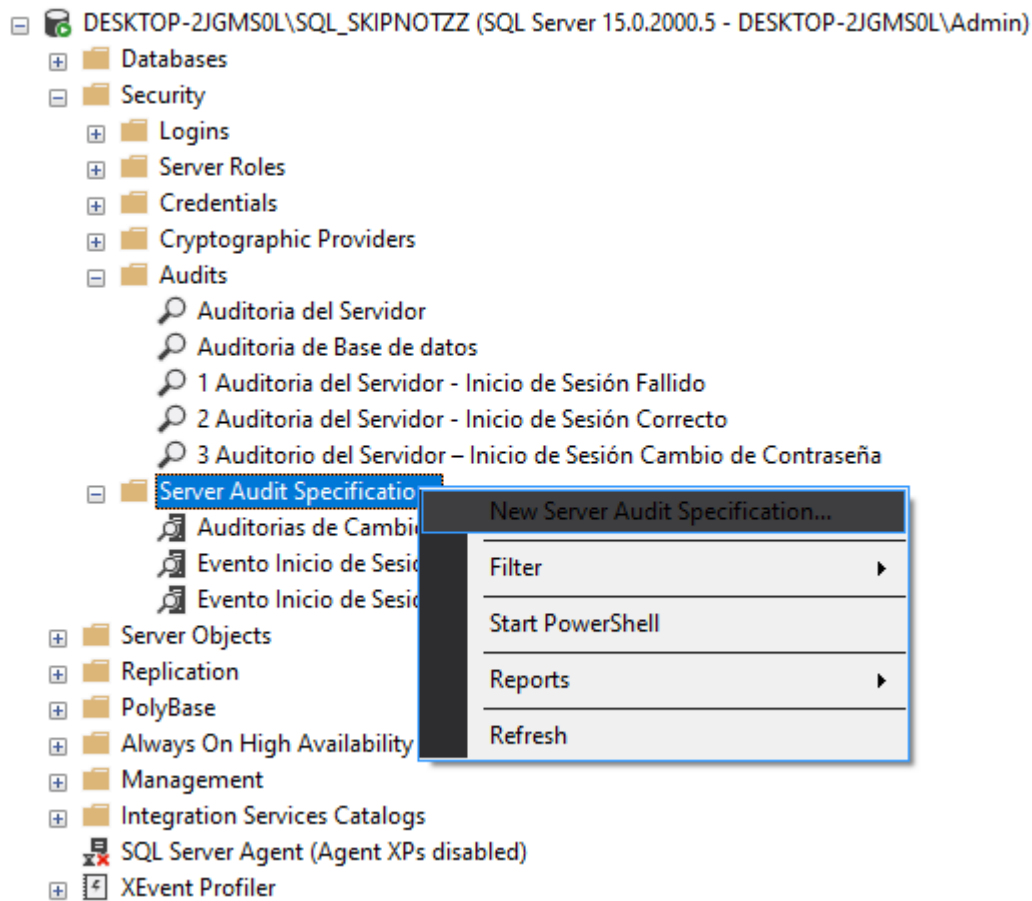 DESKTOP-2JGMS0L\SQL_SKIPNOTZZ (SQL Server 15.0.2000.5 - DESKTOP-2JGMS0L\Admin)
Databases
Security
Logins
Server Roles
Credentials
Cryptographic Providers
Audits
Auditoria del Servidor
Auditoria de Base de datos
1 Auditoria del Servidor - Inicio de Sesión Fallido
2 Auditoria del Servidor - Inicio de Sesión Correcto
3 Auditorio del Servidor – Inicio de Sesión Cambio de Contraseña
Server Audit
Auditorias de
Evento Inicio de
Evento Inicio de
New Server Audit Specification...
Filter
Start PowerShell
Reports
Refresh
Server Objects
Replication
PolyBase
Always On High Availability
Management
Integration Services Catalogs
SQL Server Agent (Agent XPs disabled)
XEvent Profiler